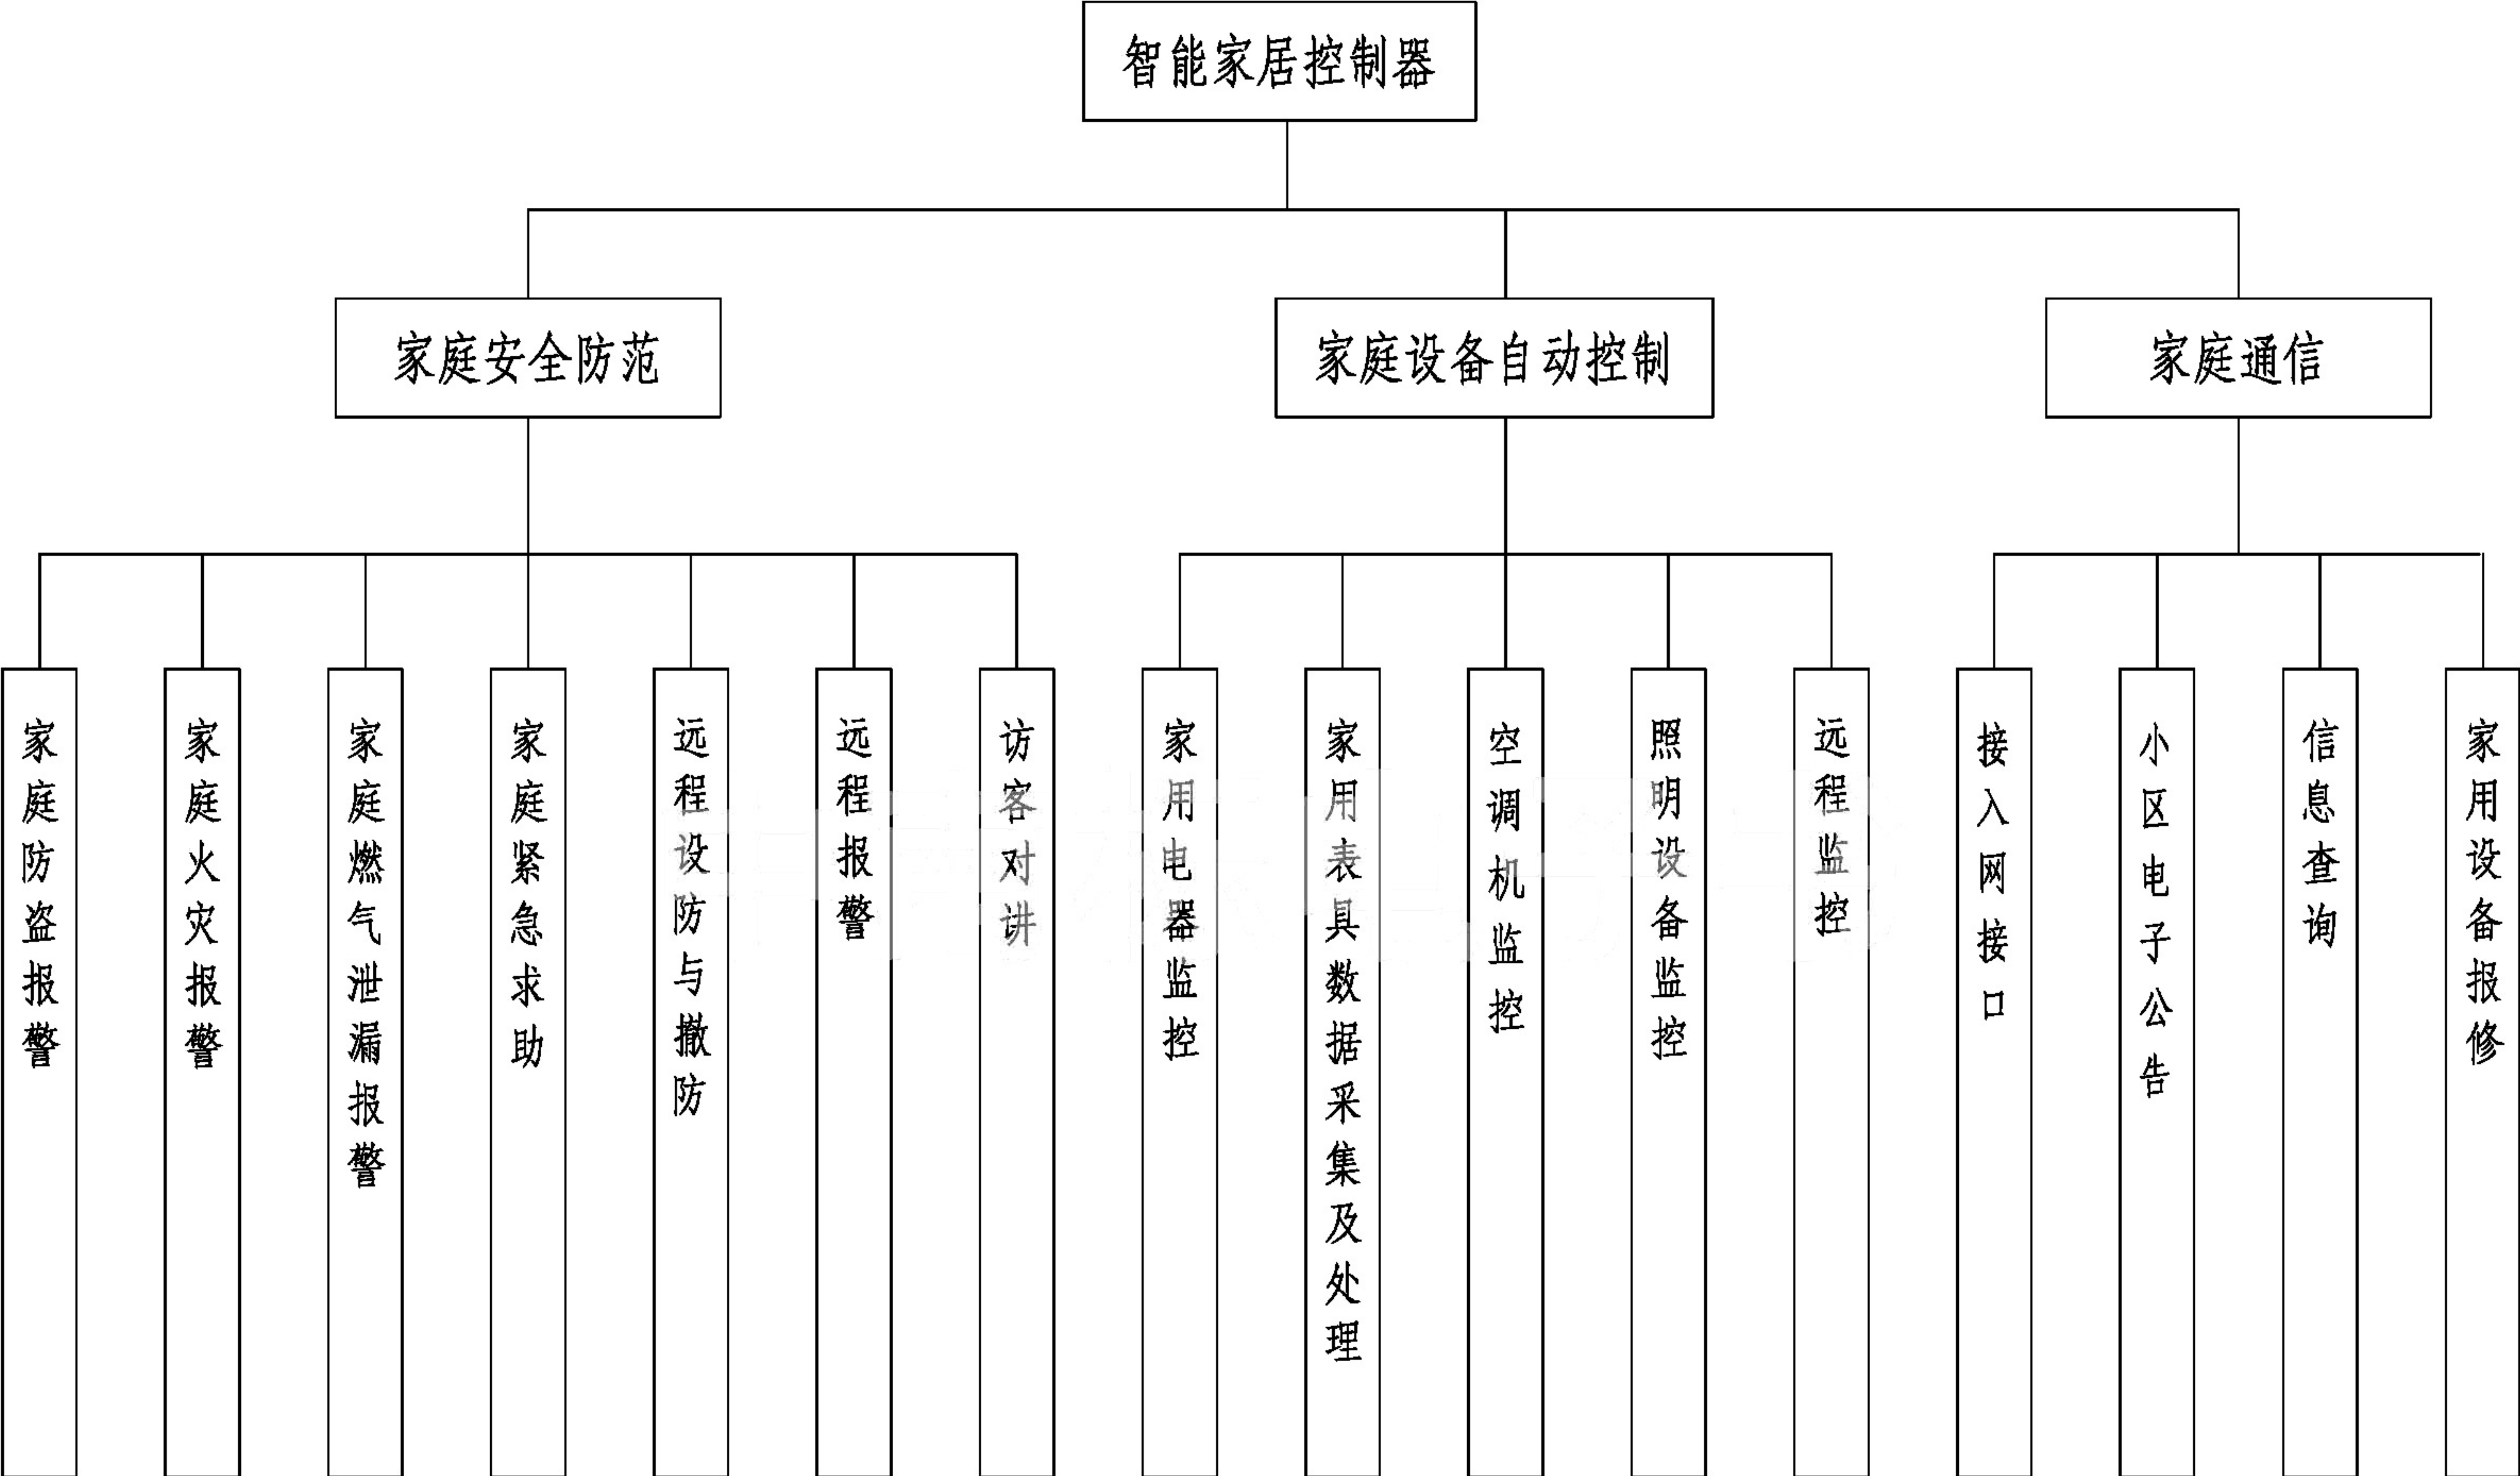 智能家居控制器
家庭安全防范
家庭设备自动控制
家庭通信
家庭防盗报警
家庭火灾报警
家庭燃气泄漏报警
家庭紧急求助
远程设防与撤防
远程报警
访客对讲
家用电器监控
家用表具数据采集及处理
空调机监控
照明设备监控
远程监控
接入网接口
小区电子公告
信息查询
家用设备报修